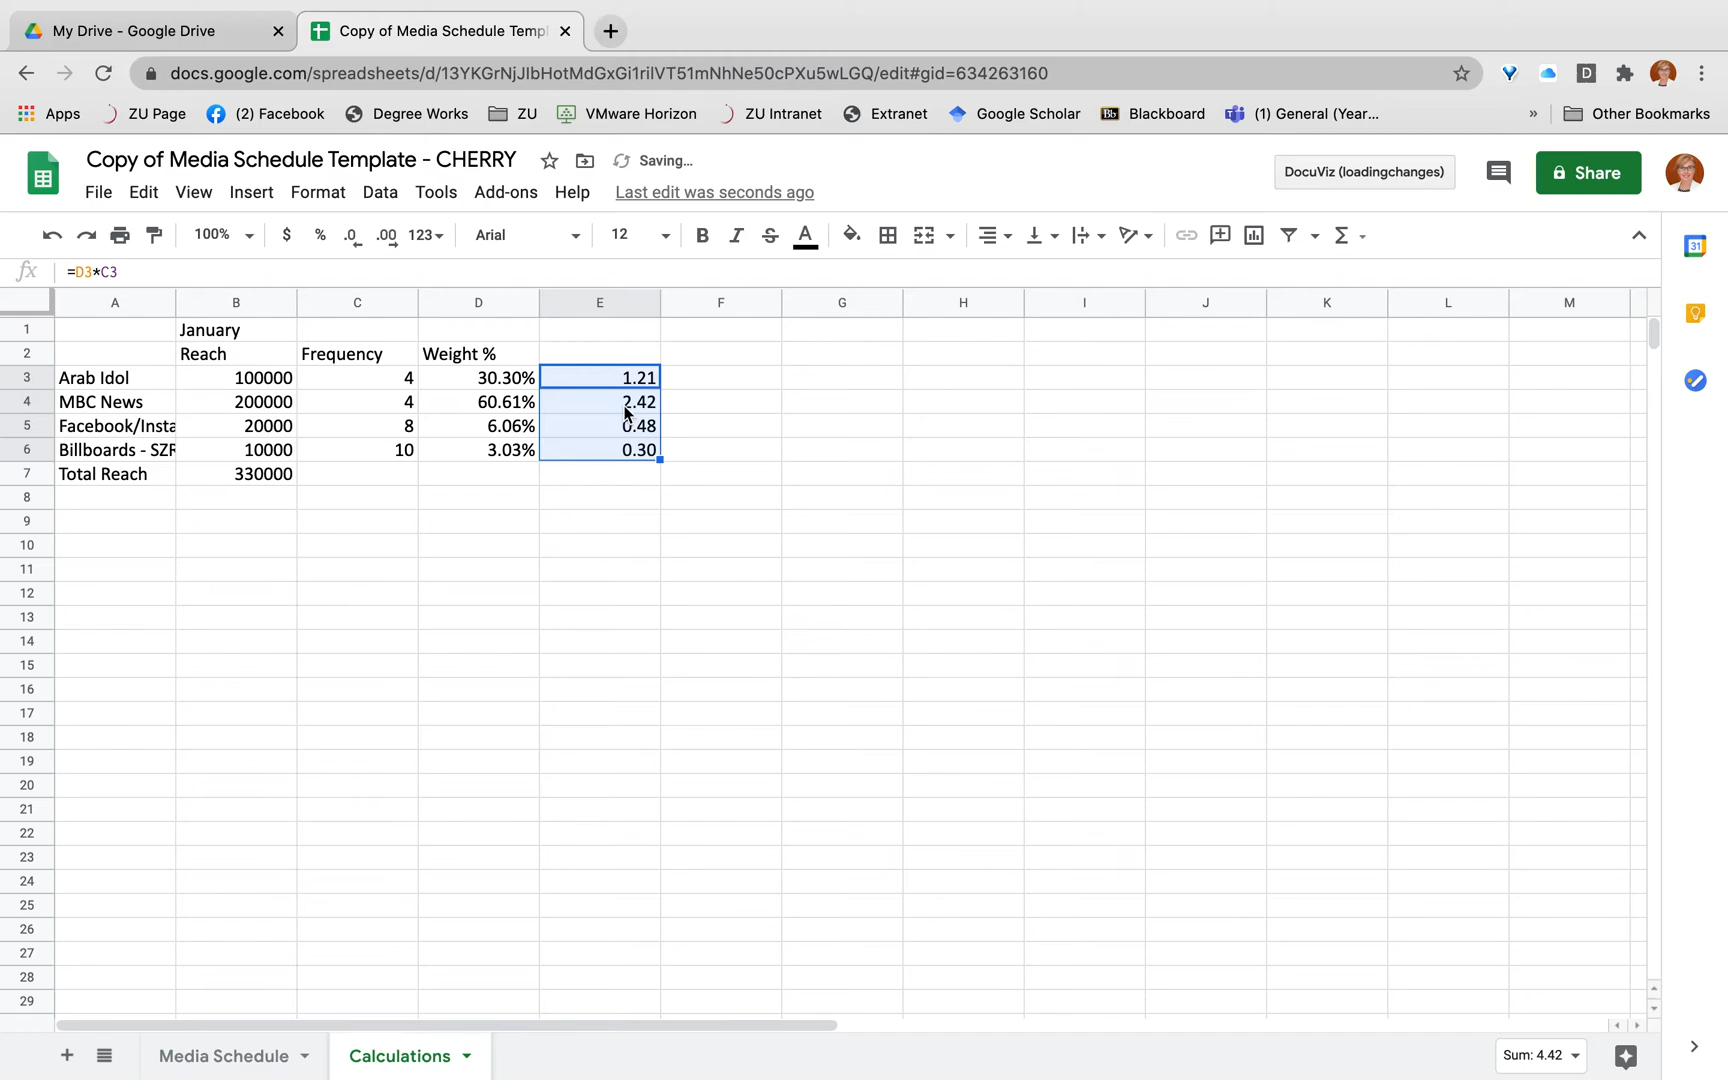 My Drive - Google Drive
Copy of Media Schedule Templ
docs.google.com/spreadsheets/d/13YKGrNjJIbHotMdGxGi1rilVT51mNhNe50cPXu5wLGQ/edit#gid=634263160
Apps ZU Page (2) Facebook Degree Works ZU VMware Horizon ZU Intranet Extranet Google Scholar Bb Blackboard (1) General (Year... » Other Bookmarks
Copy of Media Schedule Template - CHERRY Saving...
DocuViz (loadingchanges) Share
File Edit View Insert Format Data Tools Add-ons Help Last edit was seconds ago
100% $ % .0 .00 123 Arial 12 B I S A Σ
31
fx =D3*C3
A B C D E F G H I J K L M
1 January
2 Reach Frequency Weight %
3 Arab Idol 100000 4 30.30% 1.21
4 MBC News 200000 4 60.61% 2.42
5 Facebook/Insta 20000 8 6.06% 0.48
6 Billboards - SZR 10000 10 3.03% 0.30
7 Total Reach 330000
8
9
10
11
12
13
14
15
16
17
18
19
20
21
22
23
24
25
26
27
28
29
Media Schedule Calculations Sum: 4.42